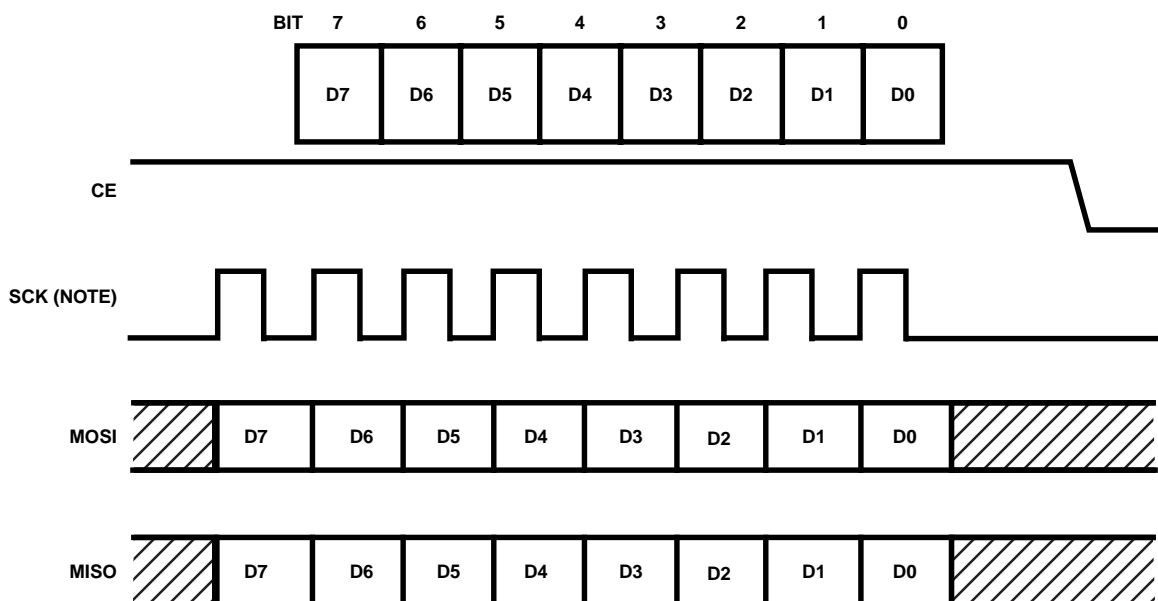 BIT 7 6 5 4 3 2 1 0
D7 D6 D5 D4 D3 D2 D1 D0
CE
SCK (NOTE)
MOSI D7 D6 D5 D4 D3 D2 D1 D0
MISO D7 D6 D5 D4 D3 D2 D1 D0